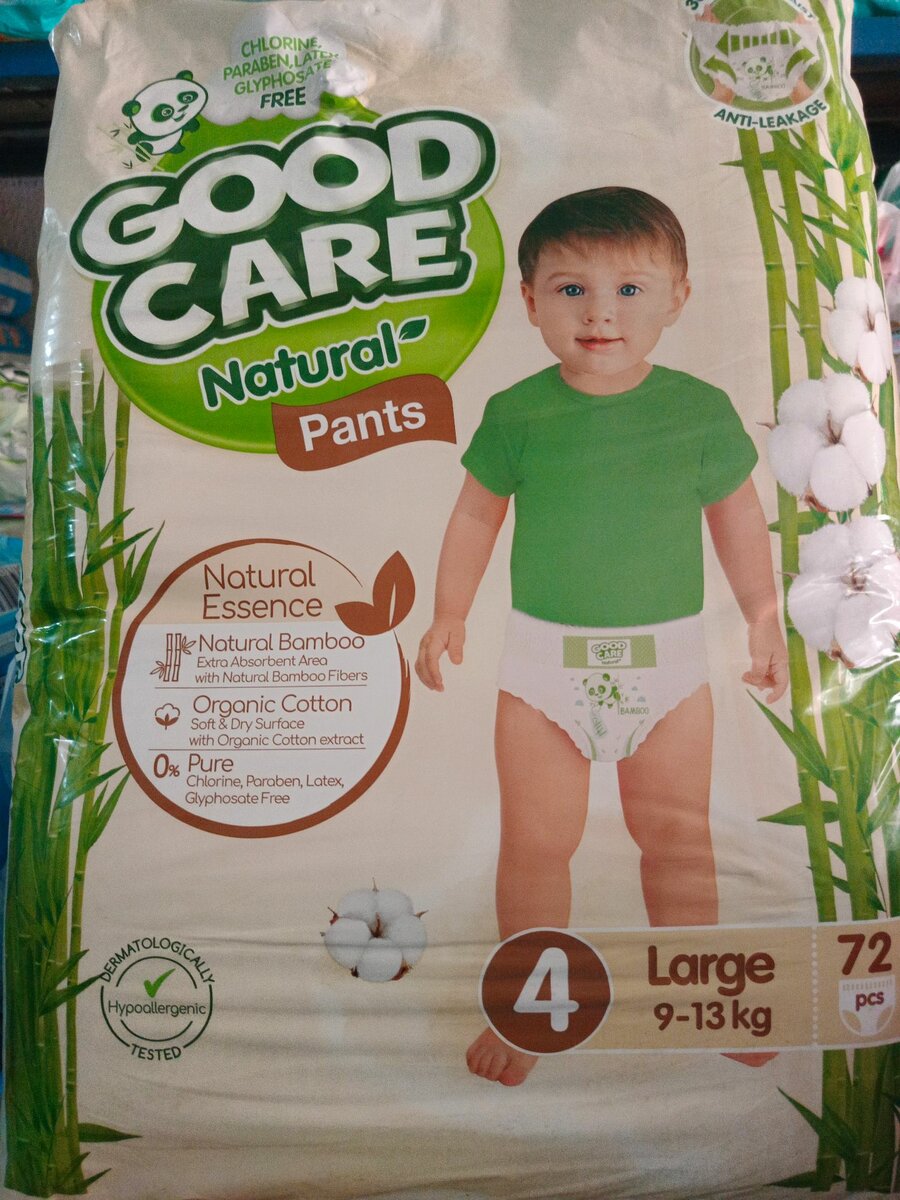 CHLORINE,
PARABEN, LATEX
GLYPHOSATE
FREE
ANTI-LEAKAGE
GOOD
CARE
Natural
Pants
Natural
Essence
Natural Bamboo
Extra Absorbent Area
with Natural Bamboo Fibers
Organic Cotton
Soft & Dry Surface
with Organic Cotton extract
0% Pure
Chlorine, Paraben, Latex,
Glyphosate Free
GOOD
CARE
Natural
BAMBOO
DERMATOLOGICALLY
Hypoallergenic
TESTED
4
Large
9-13 kg
72
pcs